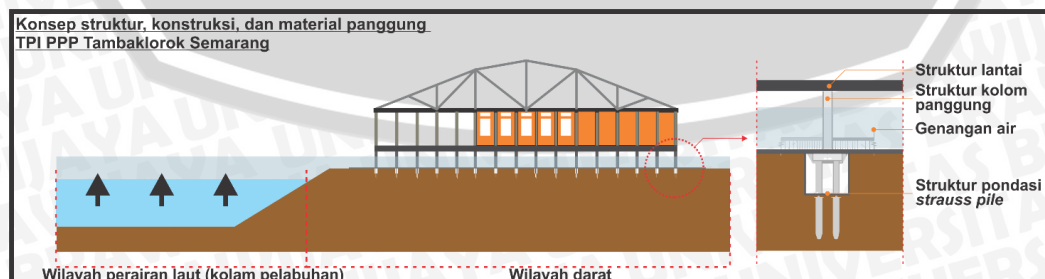 Konsep struktur, konstruksi, dan material panggung
TPI PPP Tambaklorok Semarang
Struktur lantai
Struktur kolom
panggung
Genangan air
Struktur pondasi
strauss pile
Wilayah perairan laut (kolam pelabuhan)
Wilayah darat